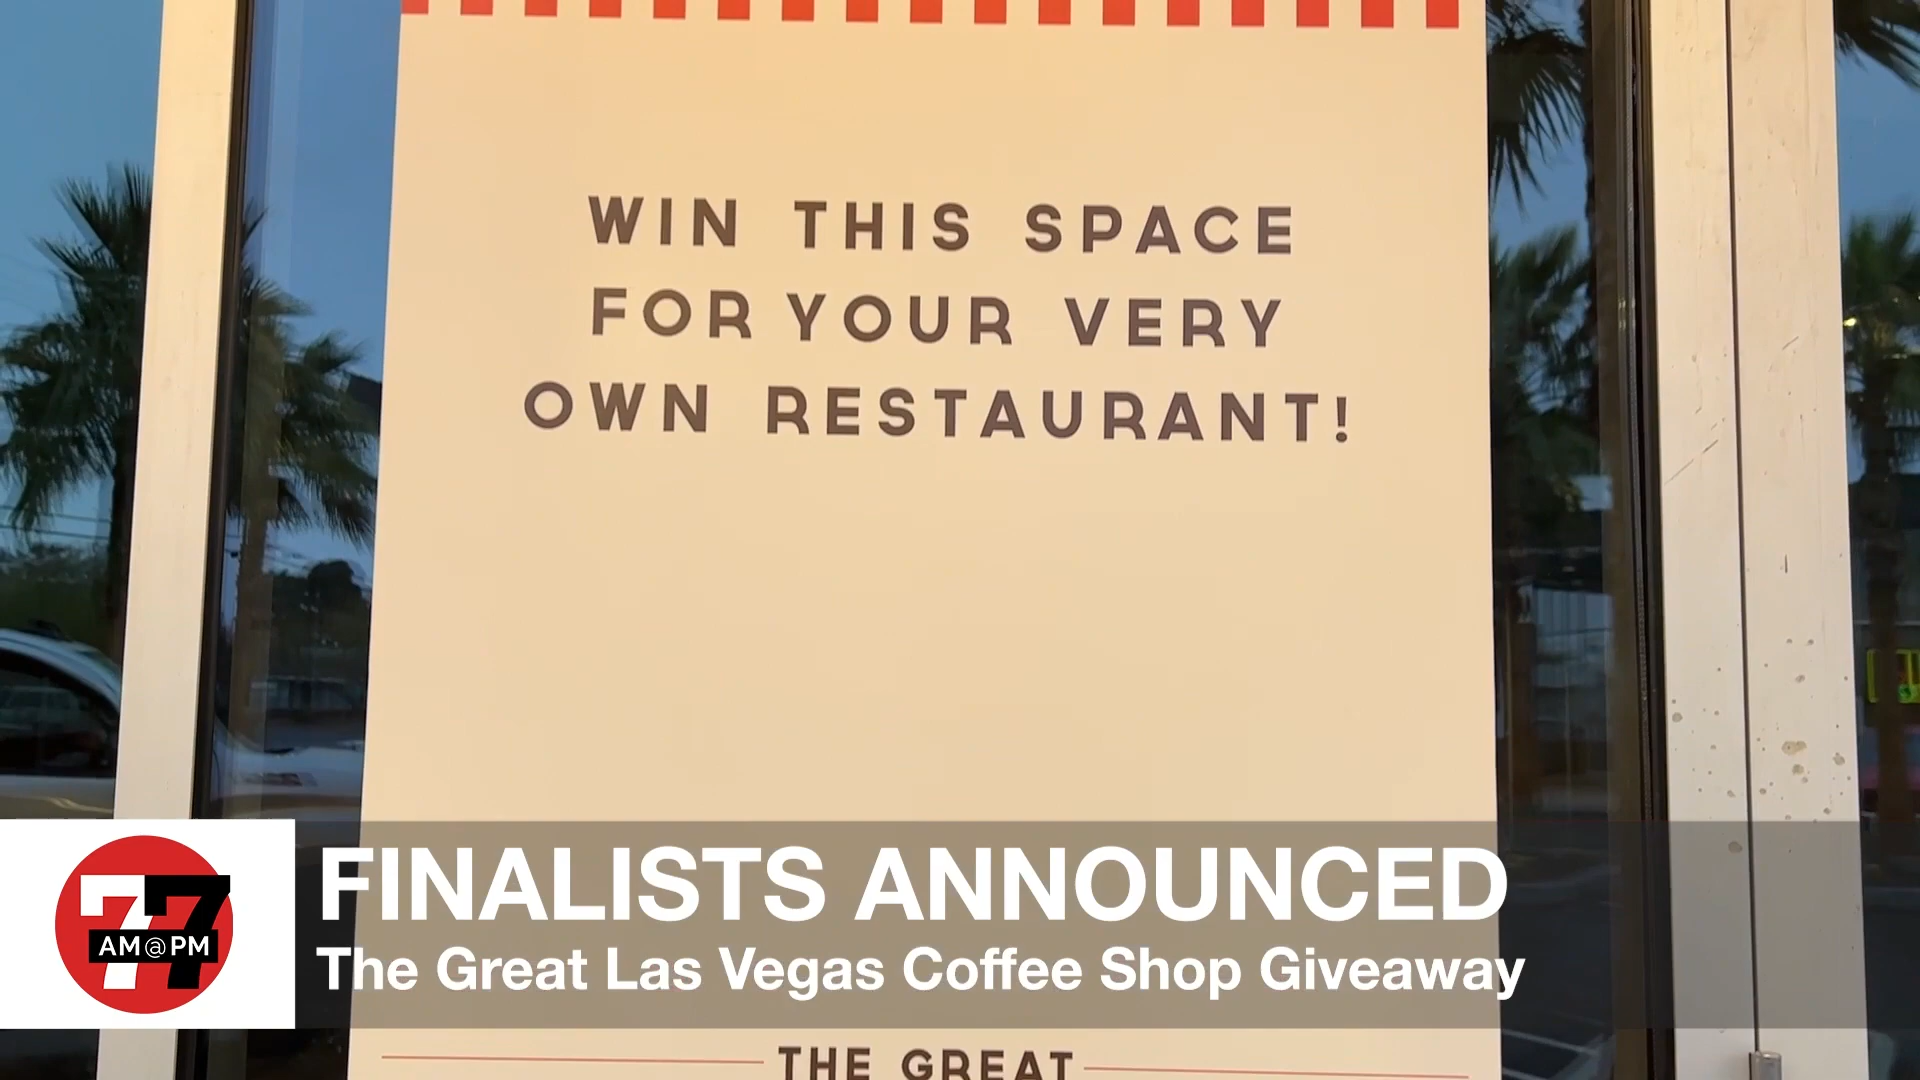 WIN THIS SPACE
FOR YOUR VERY
OWN RESTAURANT!
77
AM@PM
FINALISTS ANNOUNCED
The Great Las Vegas Coffee Shop Giveaway
THE GREAT